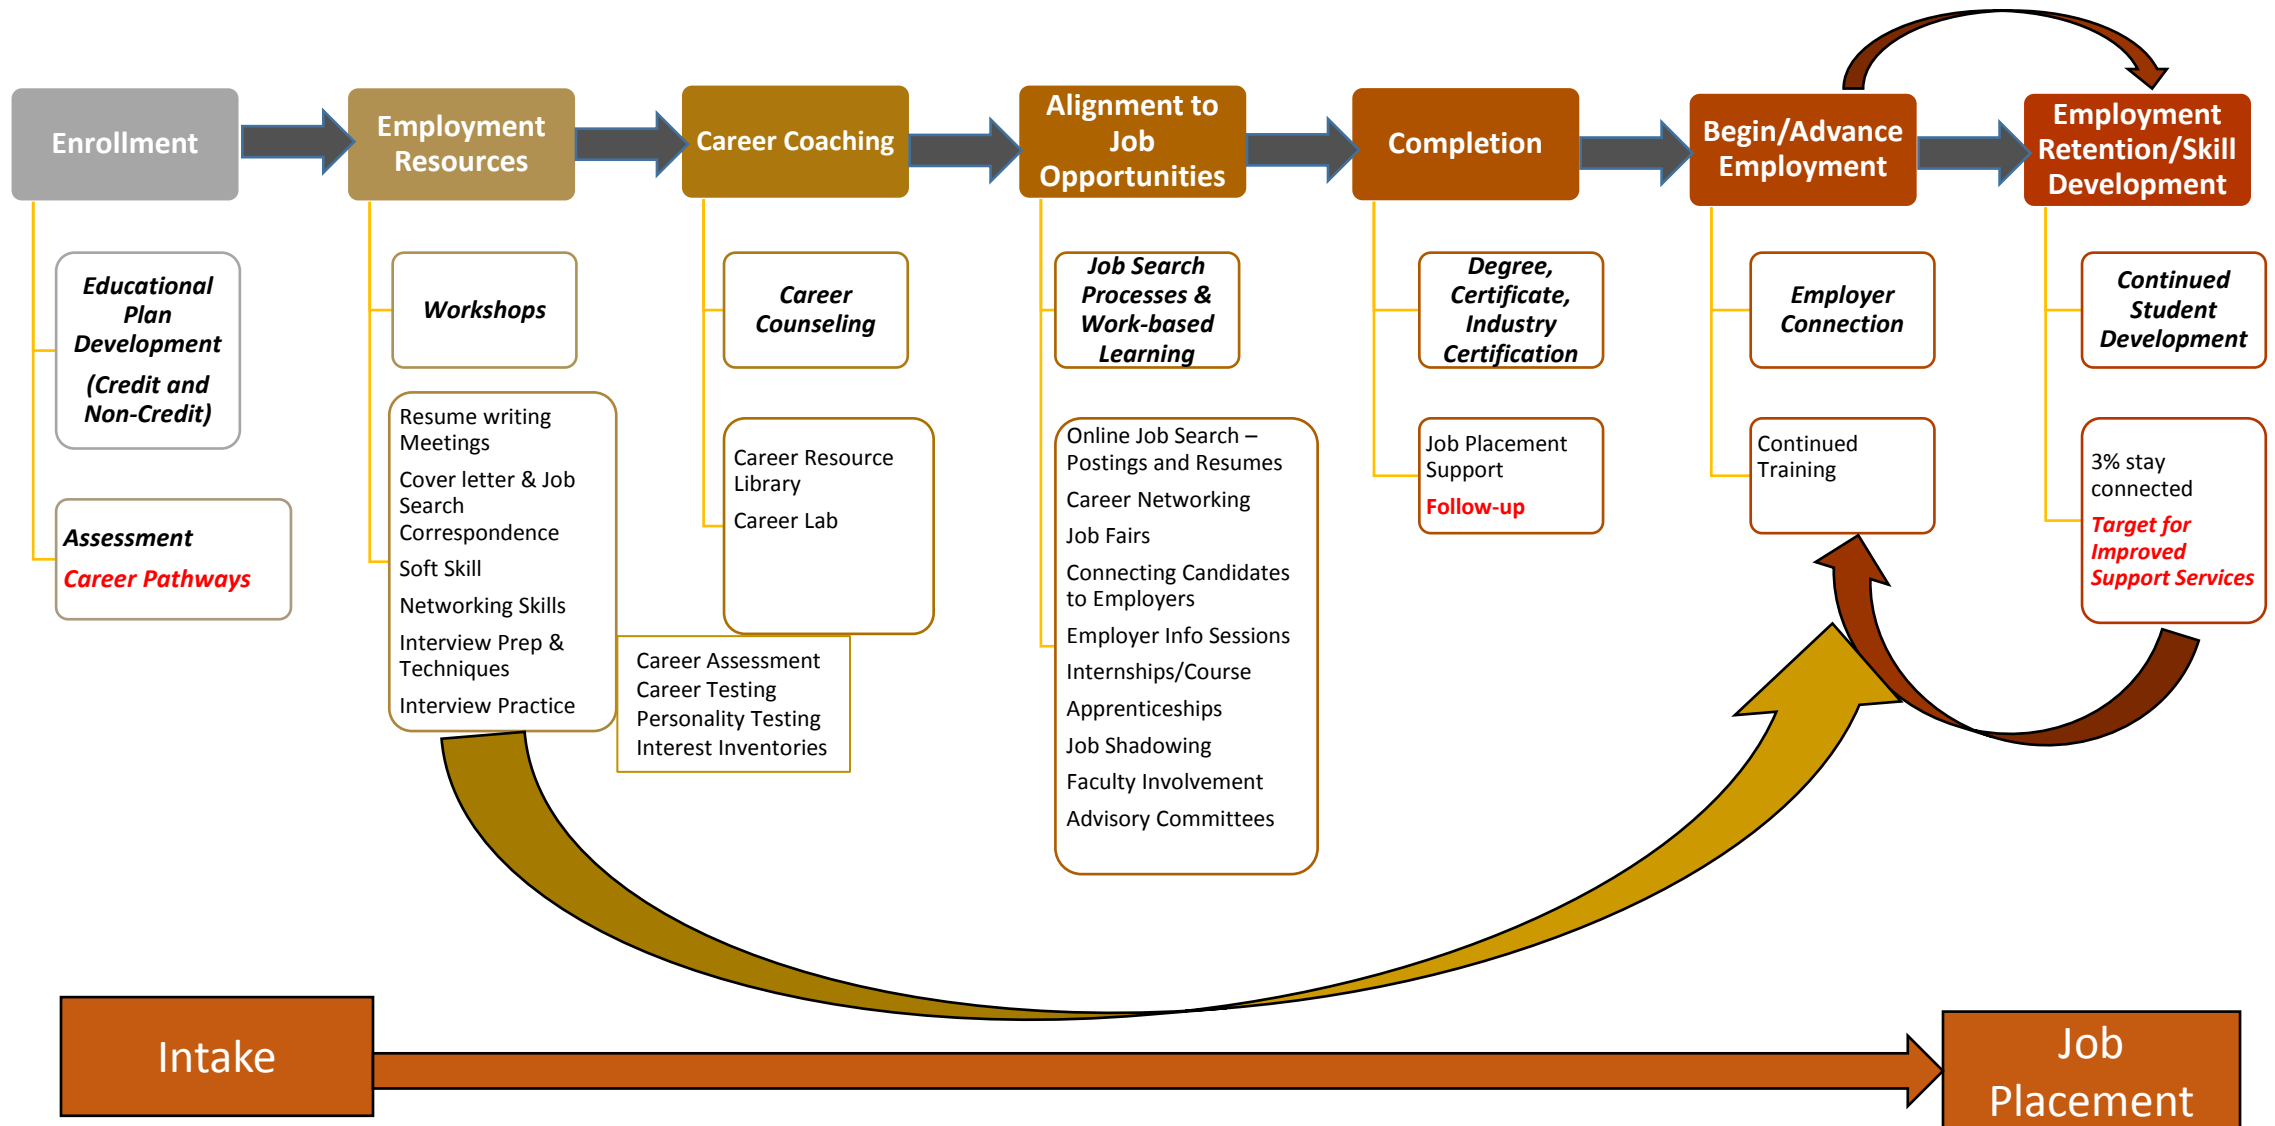 Enrollment
Employment
Resources
Career Coaching
Alignment to
Job
Opportunities
Completion
Begin/Advance
Employment
Employment
Retention/Skill
Development
Educational
Plan
Development
(Credit and
Non-Credit)
Assessment
Career Pathways
Workshops
Resume writing
Meetings
Cover letter & Job
Search
Correspondence
Soft Skill
Networking Skills
Interview Prep &
Techniques
Interview Practice
Career
Counseling
Career Resource
Library
Career Lab
Career Assessment
Career Testing
Personality Testing
Interest Inventories
Job Search
Processes &
Work-based
Learning
Online Job Search –
Postings and Resumes
Career Networking
Job Fairs
Connecting Candidates
to Employers
Employer Info Sessions
Internships/Course
Apprenticeships
Job Shadowing
Faculty Involvement
Advisory Committees
Degree,
Certificate,
Industry
Certification
Job Placement
Support
Follow-up
Employer
Connection
Continued
Training
Continued
Student
Development
3% stay
connected
Target for
Improved
Support Services
Intake
Job
Placement